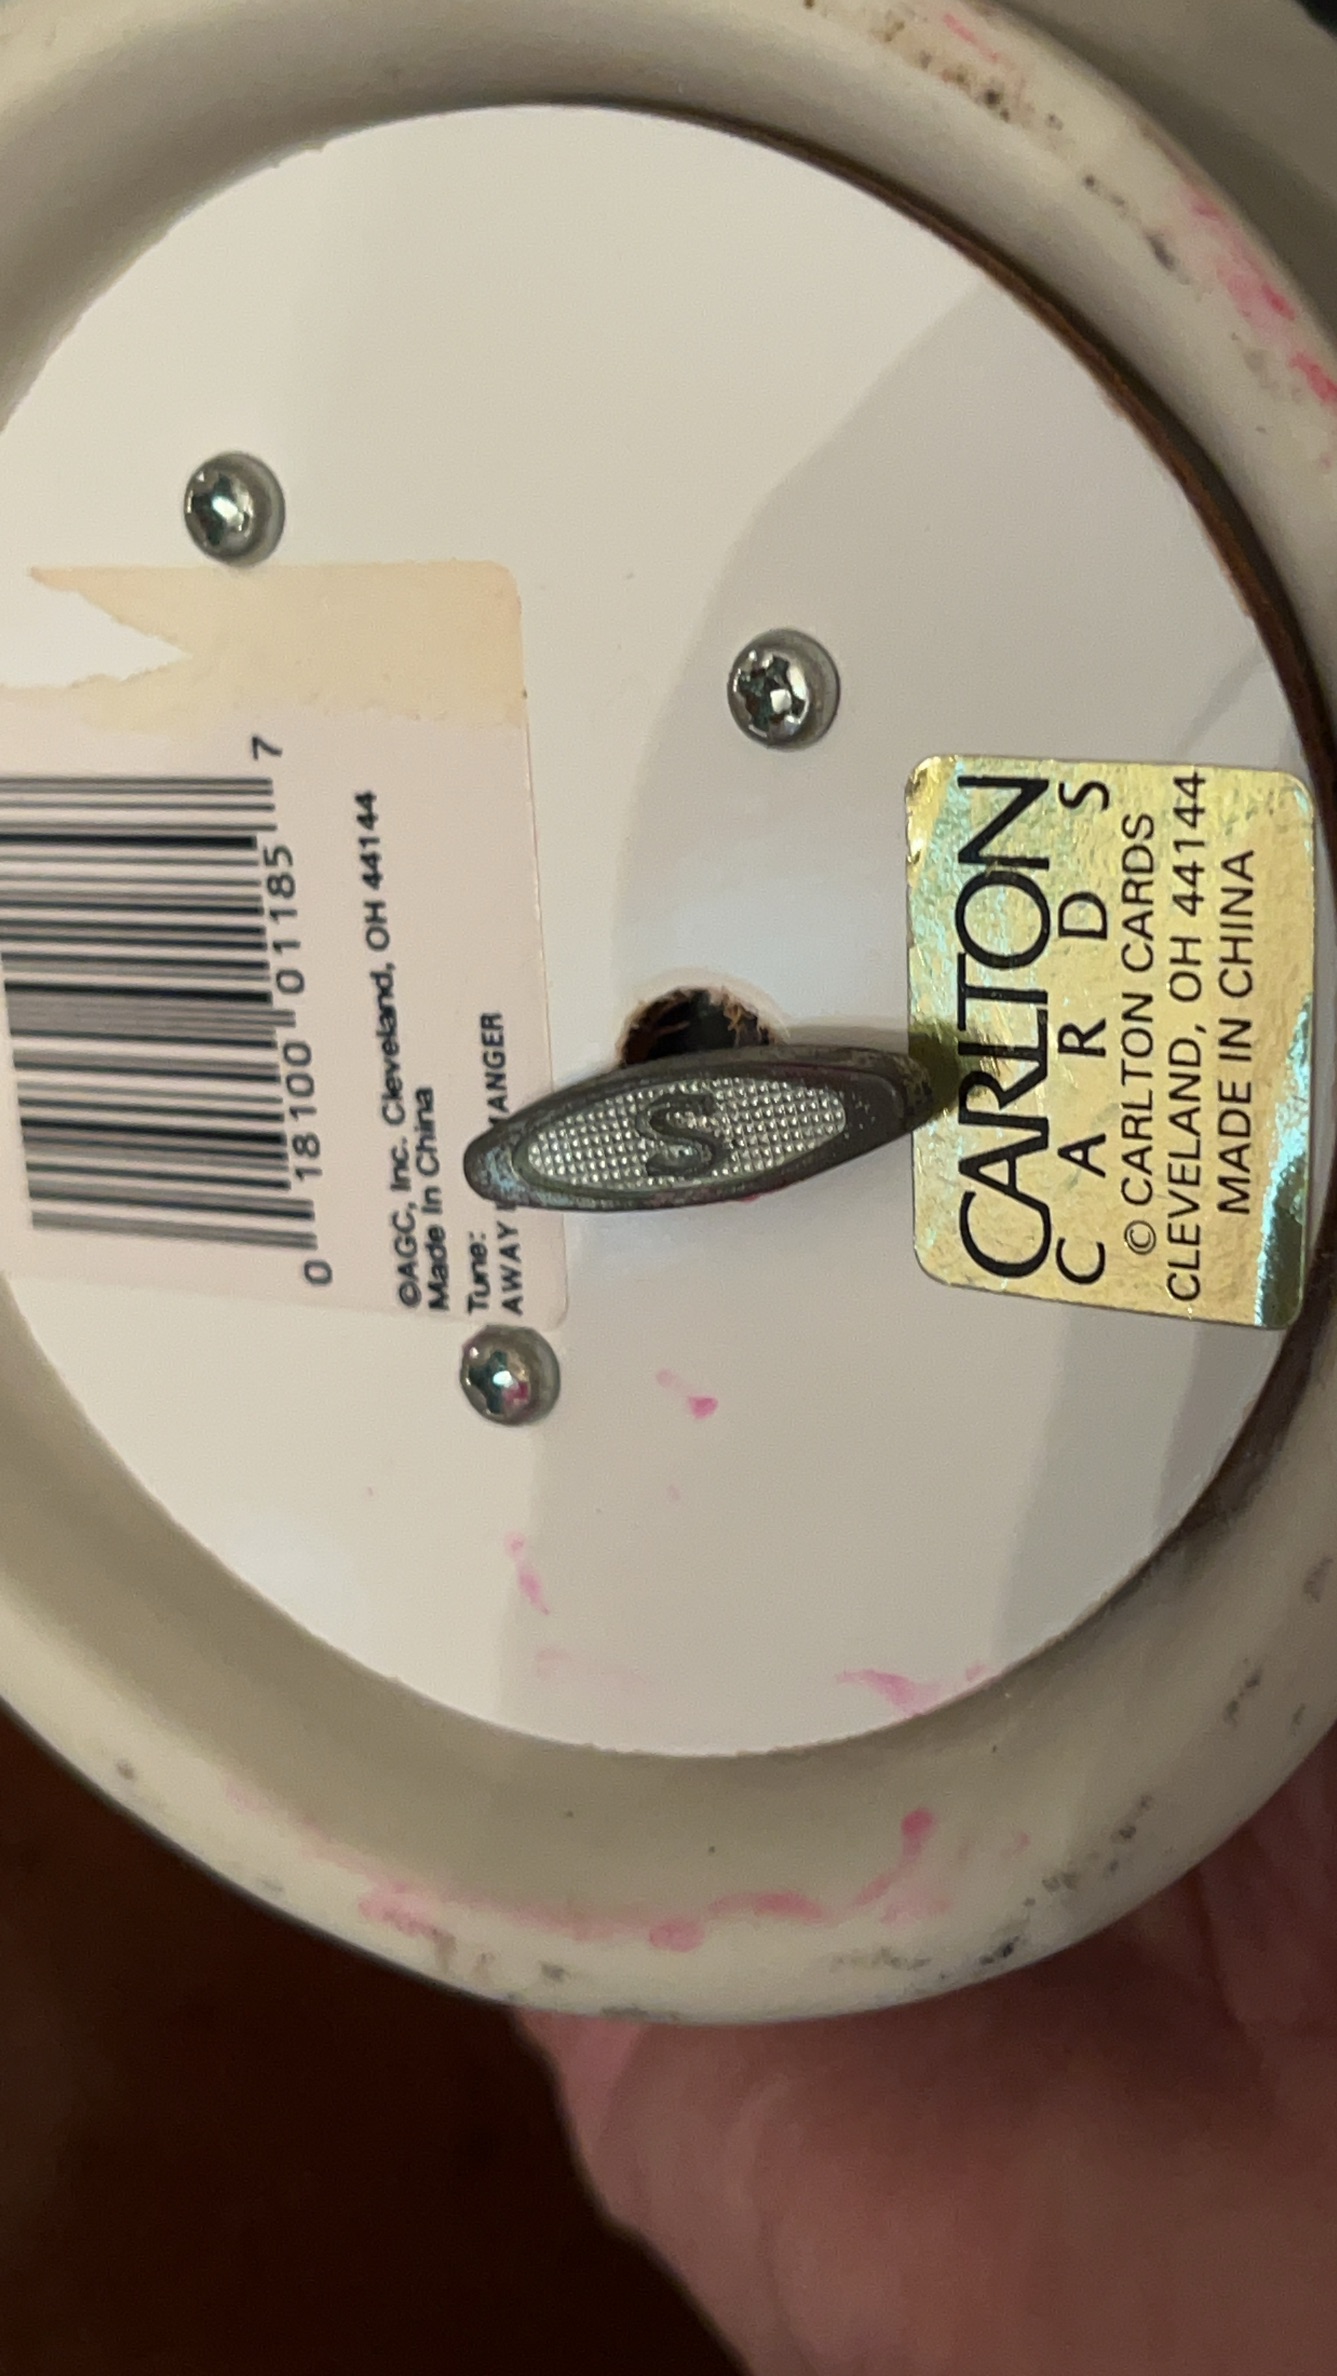 0 18100 01185 7
©AGC, Inc. Cleveland, OH 44144
Made In China
Tune:
AWAY ANGER
S
CARLTON
CARDS
© CARLTON CARDS
CLEVELAND, OH 44144
MADE IN CHINA